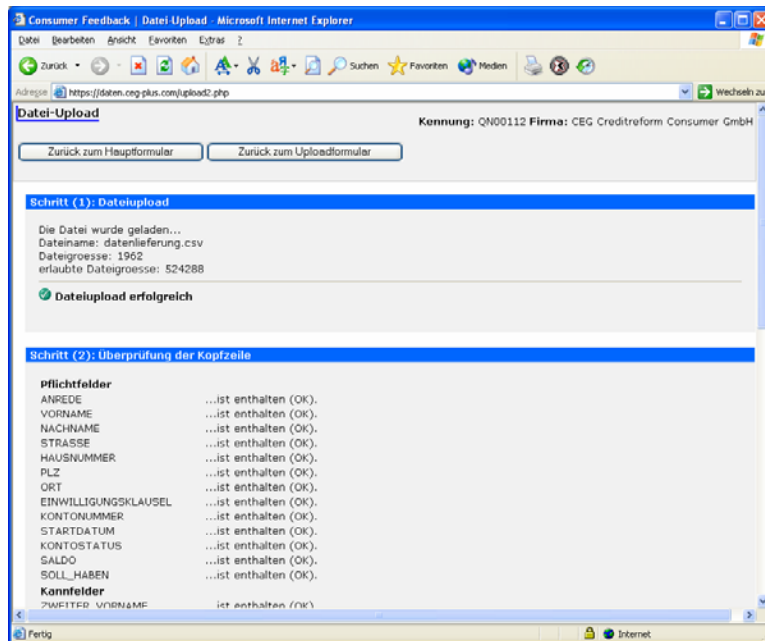 Consumer Feedback | Datei-Upload - Microsoft Internet Explorer
Datei Bearbeiten Ansicht Favoriten Extras ?
Zurück Suchen Favoriten Medien
Adresse https://daten.ceg-plus.com/upload2.php Wechseln zu
Datei-Upload
Kennung: QN00112 Firma: CEG Creditreform Consumer GmbH
Zurück zum Hauptformular Zurück zum Uploadformular
Schritt (1): Dateiupload
Die Datei wurde geladen...
Dateiname: datenlieferung.csv
Dateigroesse: 1962
erlaubte Dateigroesse: 524288
Dateiupload erfolgreich
Schritt (2): Überprüfung der Kopfzeile
Pflichtfelder
ANREDE ...ist enthalten (OK).
VORNAME ...ist enthalten (OK).
NACHNAME ...ist enthalten (OK).
STRASSE ...ist enthalten (OK).
HAUSNUMMER ...ist enthalten (OK).
PLZ ...ist enthalten (OK).
ORT ...ist enthalten (OK).
EINWILLIGUNGSKLAUSEL ...ist enthalten (OK).
KONTONUMMER ...ist enthalten (OK).
STARTDATUM ...ist enthalten (OK).
KONTOSTATUS ...ist enthalten (OK).
SALDO ...ist enthalten (OK).
SOLL_HABEN ...ist enthalten (OK).
Kannfelder
ZWEITER_VORNAME ...ist enthalten (OK).
Fertig Internet